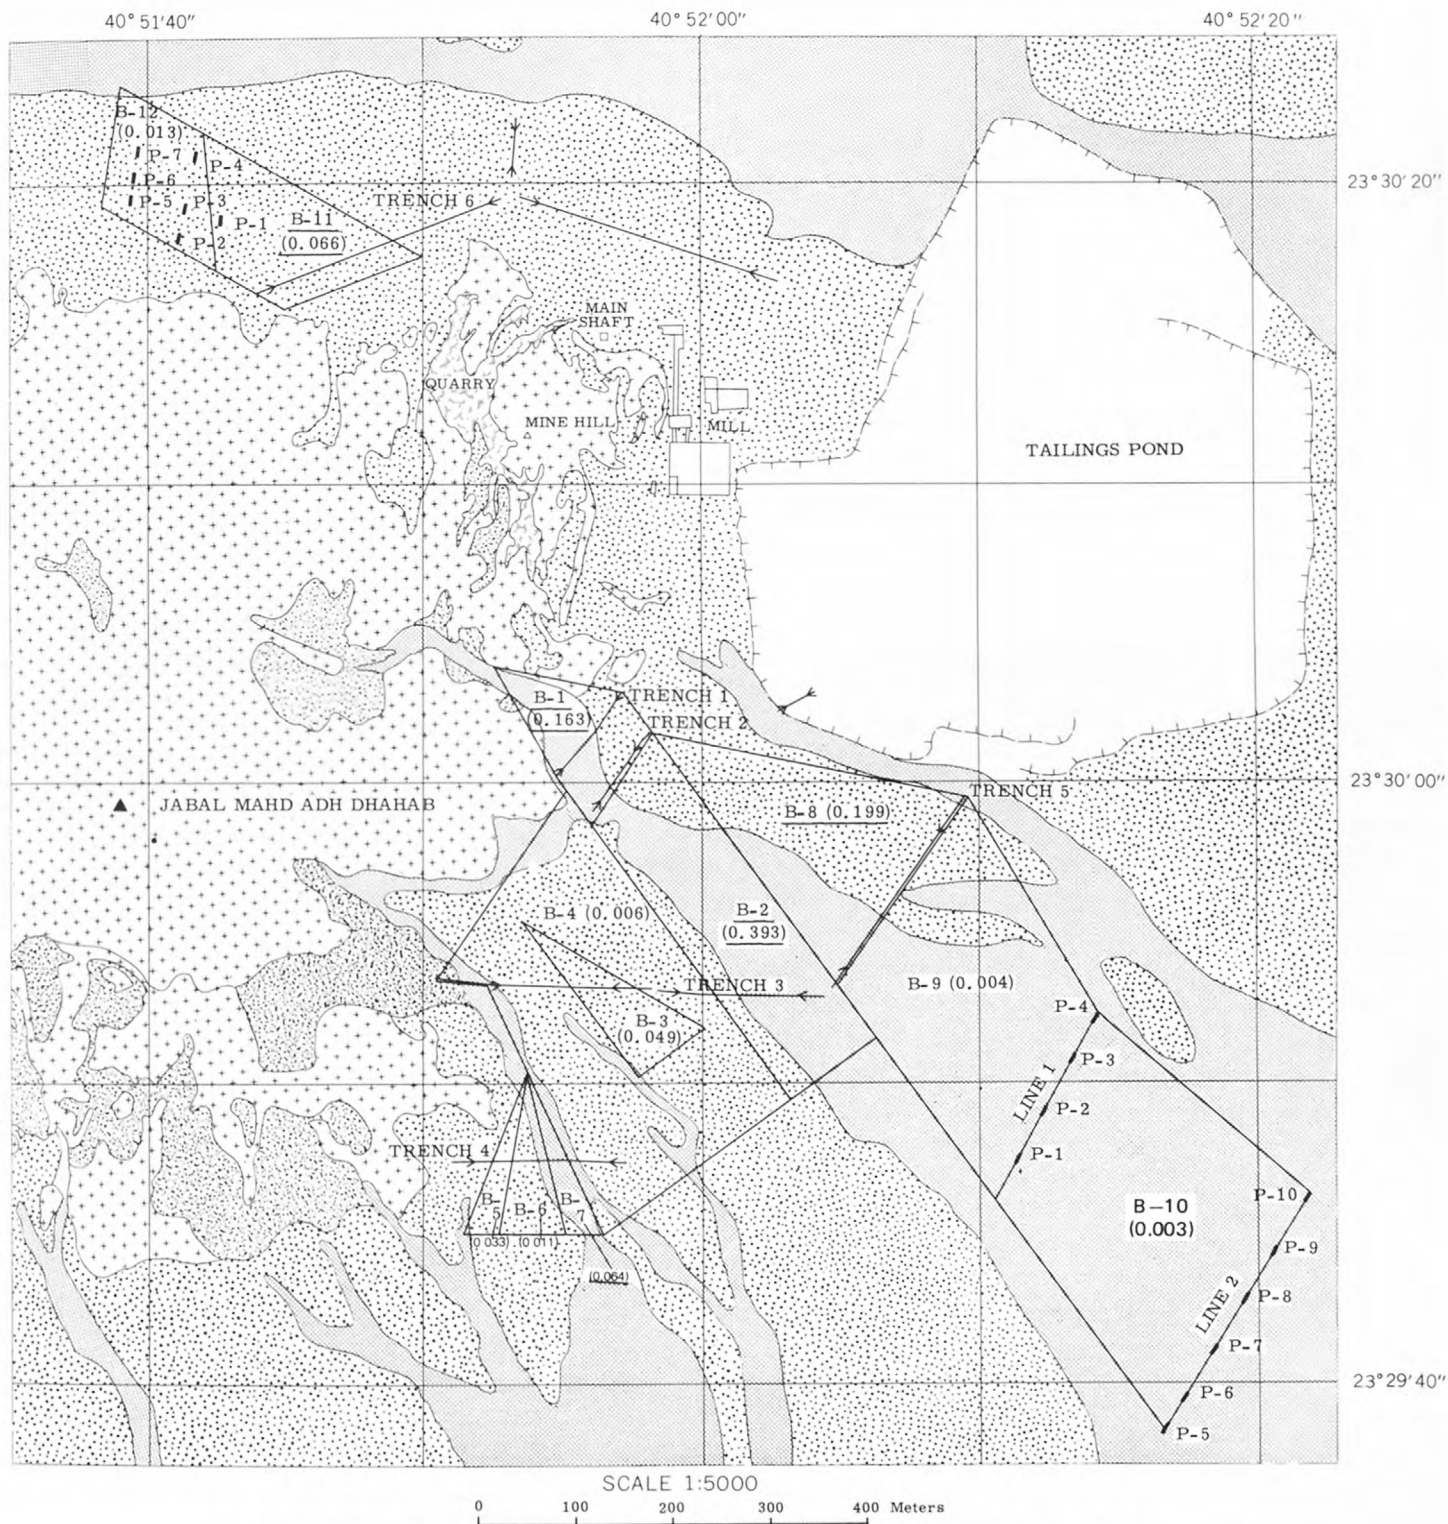 40° 51′ 40″ 40° 52′ 00″ 40° 52′ 20″
B-12
(0.013)
P-7
P-4
P-6
P-5
P-3
P-1
P-2
B-11
(0.066)
TRENCH 6
23° 30′ 20″
MAIN
SHAFT
QUARRY
MINE HILL
MILL
TAILINGS POND
B-1
(0.163)
TRENCH 1
TRENCH 2
23° 30′ 00″
TRENCH 5
JABAL MAHD ADH DHAHAB
B-8 (0.199)
B-4 (0.006)
B-2
(0.393)
TRENCH 3
B-9 (0.004)
B-3
(0.049)
P-4
P-3
LINE 1
P-2
P-1
TRENCH 4
B-
5
B-6
B-
7
(0.033)
(0.011)
(0.064)
P-10
B-10
(0.003)
P-9
P-8
LINE 2
P-7
P-6
P-5
23° 29′ 40″
SCALE 1:5000
0 100 200 300 400 Meters